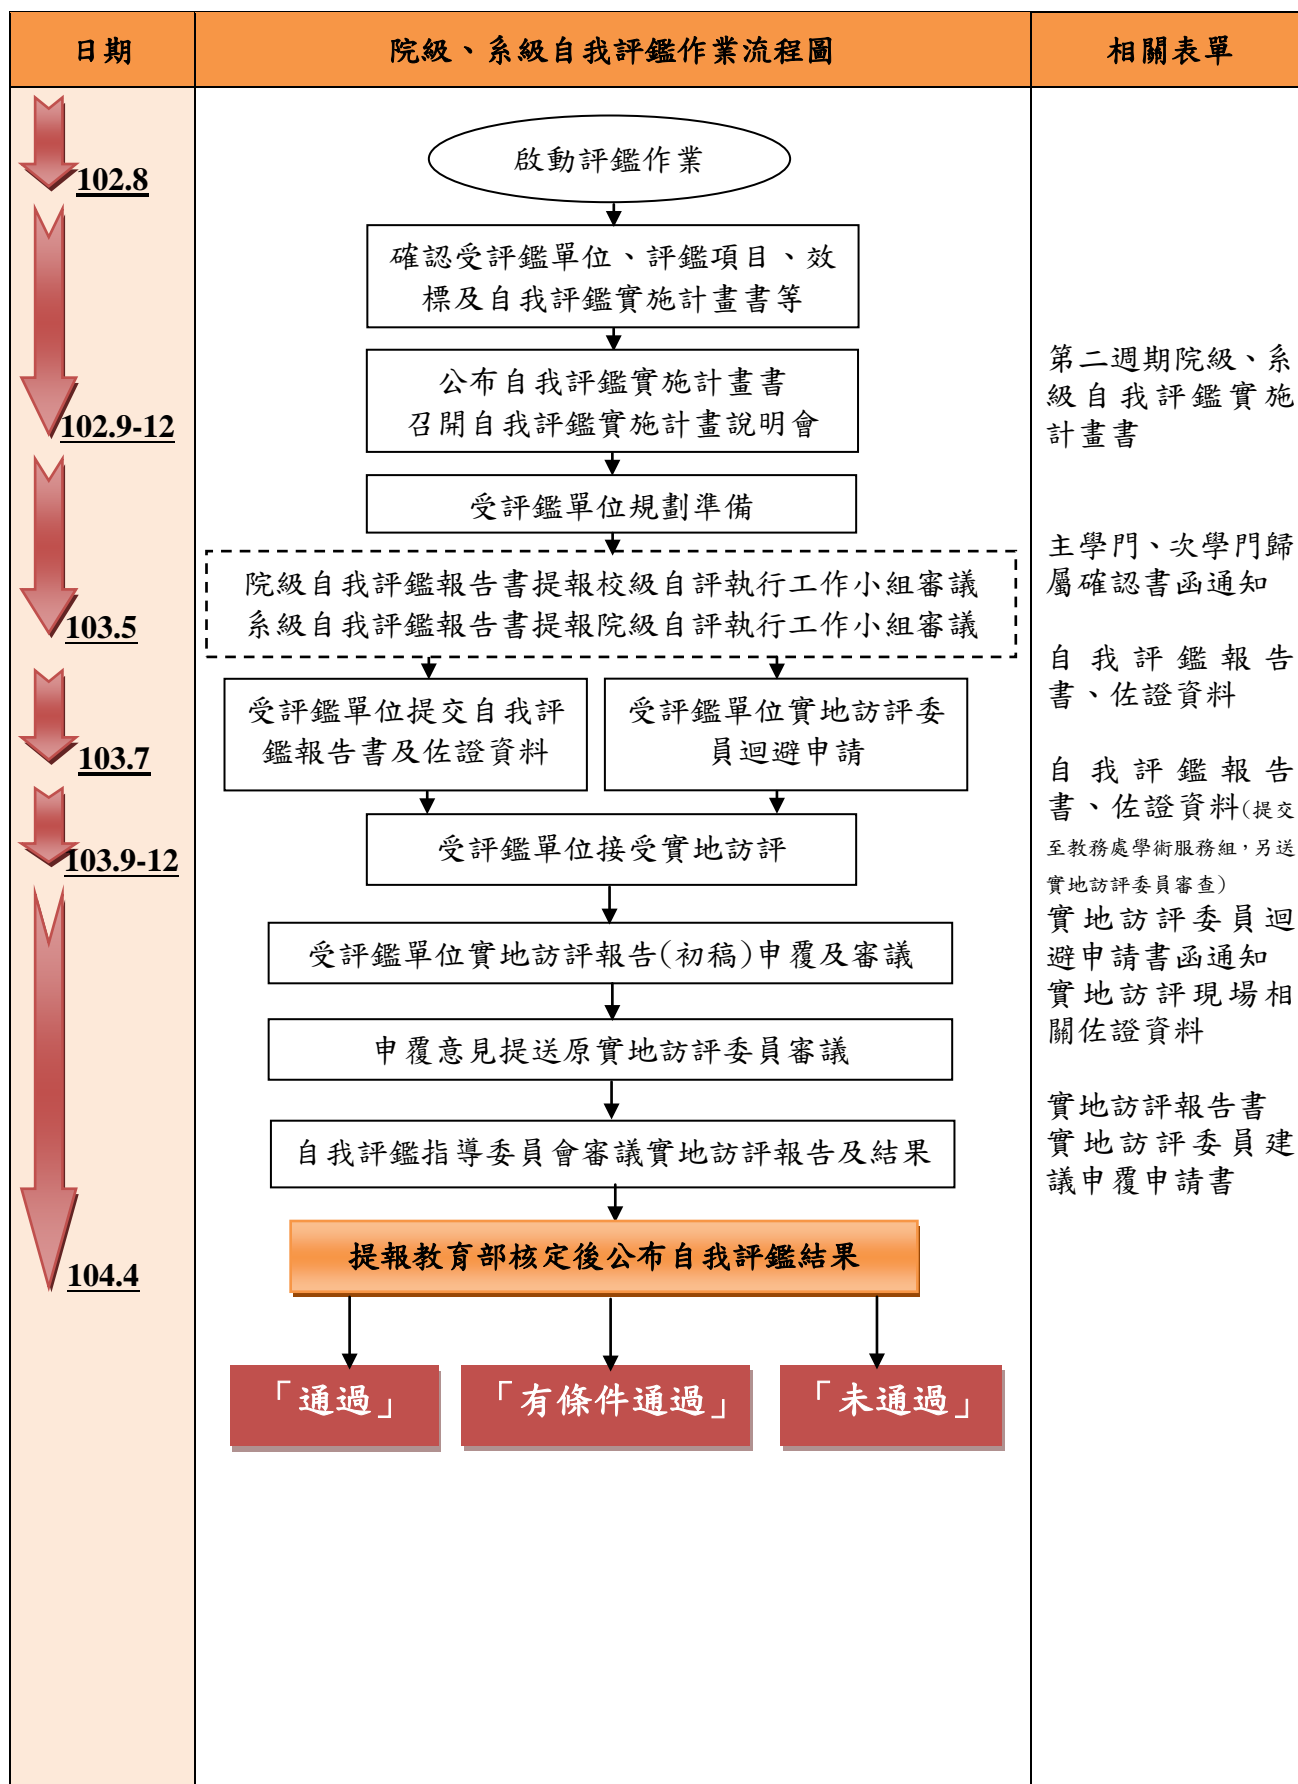 日期
院級、系級自我評鑑作業流程圖
相關表單
102.8
102.9-12
103.5
103.7
103.9-12
104.4
啟動評鑑作業
確認受評鑑單位、評鑑項目、效
標及自我評鑑實施計畫書等
公布自我評鑑實施計畫書
召開自我評鑑實施計畫說明會
受評鑑單位規劃準備
院級自我評鑑報告書提報校級自評執行工作小組審議
系級自我評鑑報告書提報院級自評執行工作小組審議
受評鑑單位提交自我評
鑑報告書及佐證資料
受評鑑單位實地訪評委
員迴避申請
受評鑑單位接受實地訪評
受評鑑單位實地訪評報告(初稿)申覆及審議
申覆意見提送原實地訪評委員審議
自我評鑑指導委員會審議實地訪評報告及結果
提報教育部核定後公布自我評鑑結果
「通過」
「有條件通過」
「未通過」
第二週期院級、系
級自我評鑑實施
計畫書
主學門、次學門歸
屬確認書函通知
自我評鑑報告
書、佐證資料
自我評鑑報告
書、佐證資料(提交
至教務處學術服務組，另送
實地訪評委員審查)
實地訪評委員迴
避申請書函通知
實地訪評現場相
關佐證資料
實地訪評報告書
實地訪評委員建
議申覆申請書